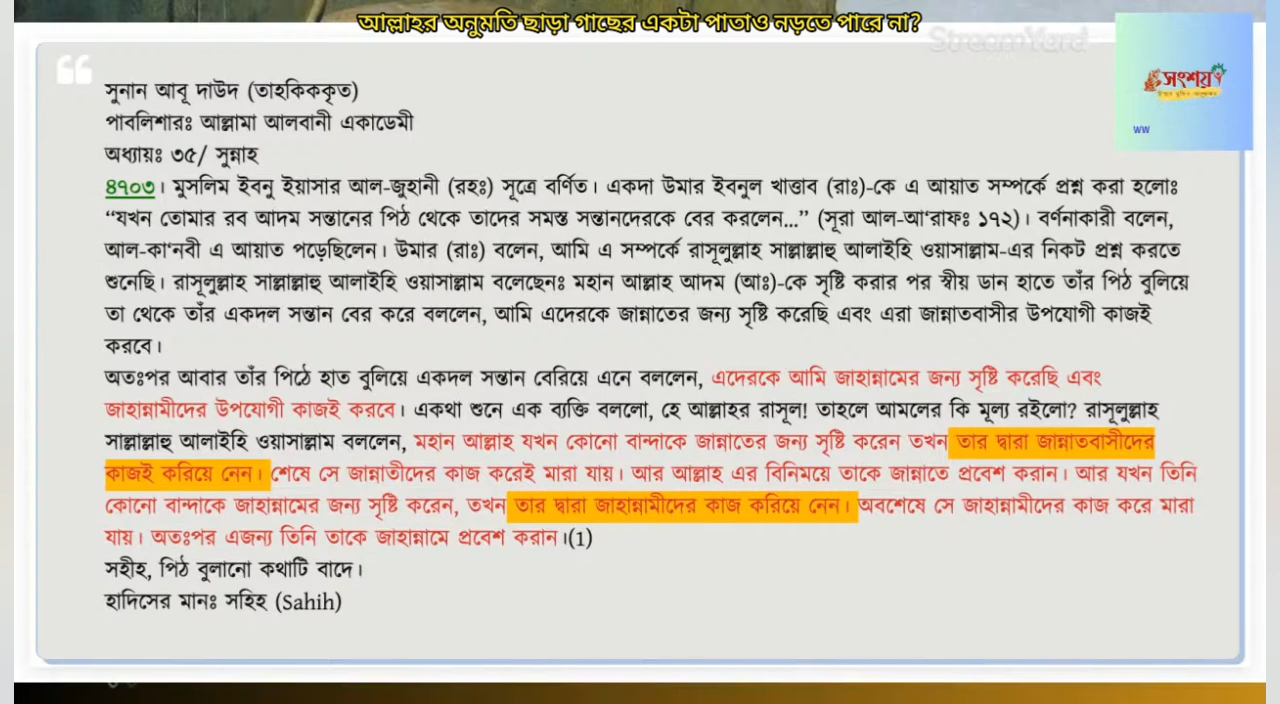 আল্লাহর অনুমতি ছাড়া গাছের একটা পাতাও নড়তে পারে না?
StreamYard
সংশয়
WW
সুনান আবূ দাউদ (তাহকিককৃত)
পাবলিশারঃ আল্লামা আলবানী একাডেমী
অধ্যায়ঃ ৩৫/ সুন্নাহ
৪৭০৩। মুসলিম ইবনু ইয়াসার আল-জুহানী (রহঃ) সূত্রে বর্ণিত। একদা উমার ইবনুল খাত্তাব (রাঃ)-কে এ আয়াত সম্পর্কে প্রশ্ন করা হলোঃ
“যখন তোমার রব আদম সন্তানের পিঠ থেকে তাদের সমস্ত সন্তানদেরকে বের করলেন...” (সূরা আল-আ‘রাফঃ ১৭২)। বর্ণনাকারী বলেন,
আল-কা‘নবী এ আয়াত পড়েছিলেন। উমার (রাঃ) বলেন, আমি এ সম্পর্কে রাসূলুল্লাহ সাল্লাল্লাহু আলাইহি ওয়াসাল্লাম-এর নিকট প্রশ্ন করতে
শুনেছি। রাসূলুল্লাহ সাল্লাল্লাহু আলাইহি ওয়াসাল্লাম বলেছেনঃ মহান আল্লাহ আদম (আঃ)-কে সৃষ্টি করার পর স্বীয় ডান হাতে তাঁর পিঠ বুলিয়ে
তা থেকে তাঁর একদল সন্তান বের করে বললেন, আমি এদেরকে জান্নাতের জন্য সৃষ্টি করেছি এবং এরা জান্নাতবাসীর উপযোগী কাজই
করবে।
অতঃপর আবার তাঁর পিঠে হাত বুলিয়ে একদল সন্তান বেরিয়ে এনে বললেন, এদেরকে আমি জাহান্নামের জন্য সৃষ্টি করেছি এবং
জাহান্নামীদের উপযোগী কাজই করবে। একথা শুনে এক ব্যক্তি বললো, হে আল্লাহর রাসূল! তাহলে আমলের কি মূল্য রইলো? রাসূলুল্লাহ
সাল্লাল্লাহু আলাইহি ওয়াসাল্লাম বললেন, মহান আল্লাহ যখন কোনো বান্দাকে জান্নাতের জন্য সৃষ্টি করেন তখন তার দ্বারা জান্নাতবাসীদের
কাজই করিয়ে নেন। শেষে সে জান্নাতীদের কাজ করেই মারা যায়। আর আল্লাহ এর বিনিময়ে তাকে জান্নাতে প্রবেশ করান। আর যখন তিনি
কোনো বান্দাকে জাহান্নামের জন্য সৃষ্টি করেন, তখন তার দ্বারা জাহান্নামীদের কাজ করিয়ে নেন। অবশেষে সে জাহান্নামীদের কাজ করে মারা
যায়। অতঃপর এজন্য তিনি তাকে জাহান্নামে প্রবেশ করান।(1)
সহীহ, পিঠ বুলানো কথাটি বাদে।
হাদিসের মানঃ সহিহ (Sahih)